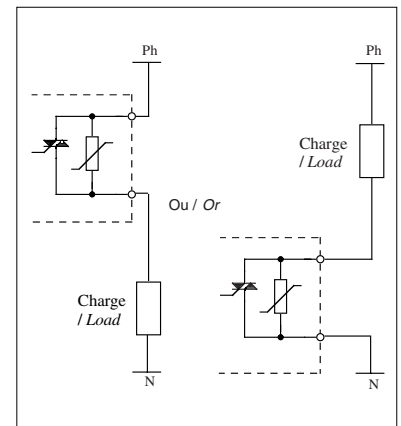 Ph
Charge
/ Load
N
Ou / Or
Ph
Charge
/ Load
N